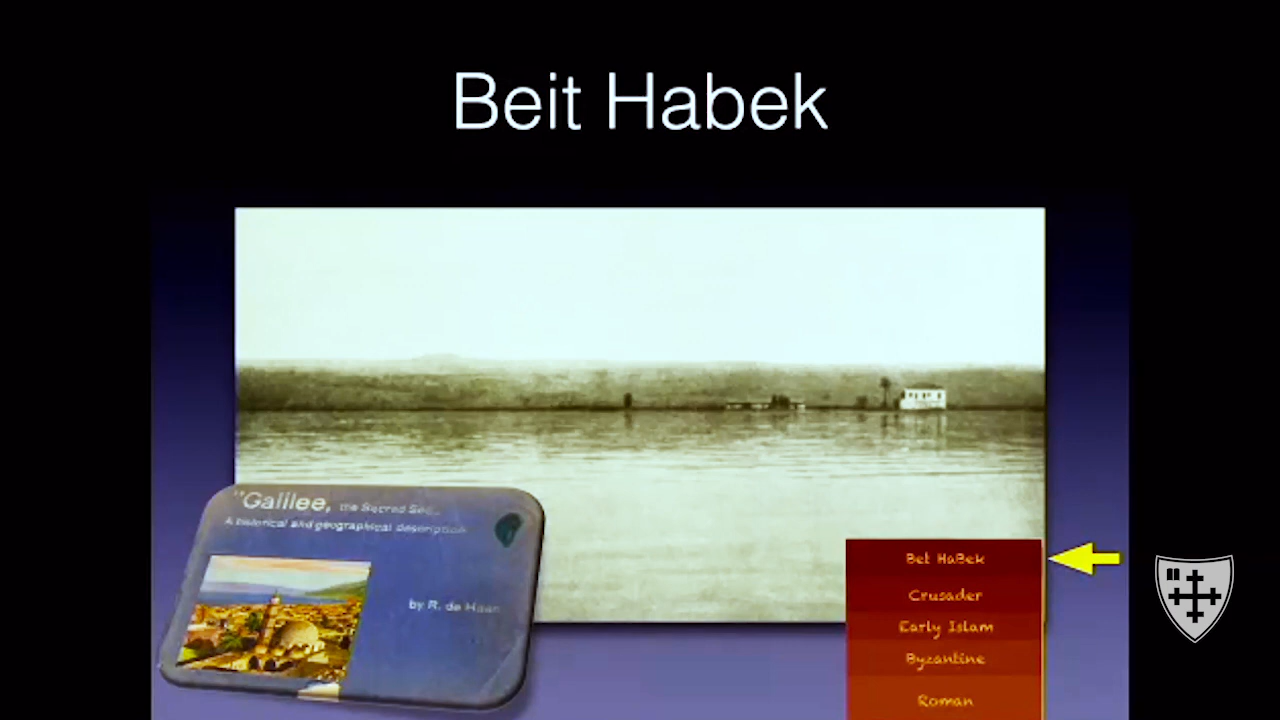 Beit Habek
"Galilee, the Sacred Sea,
A historical and geographical description
by R. de Haan
Bet HaBek
Crusader
Early Islam
Byzantine
Roman